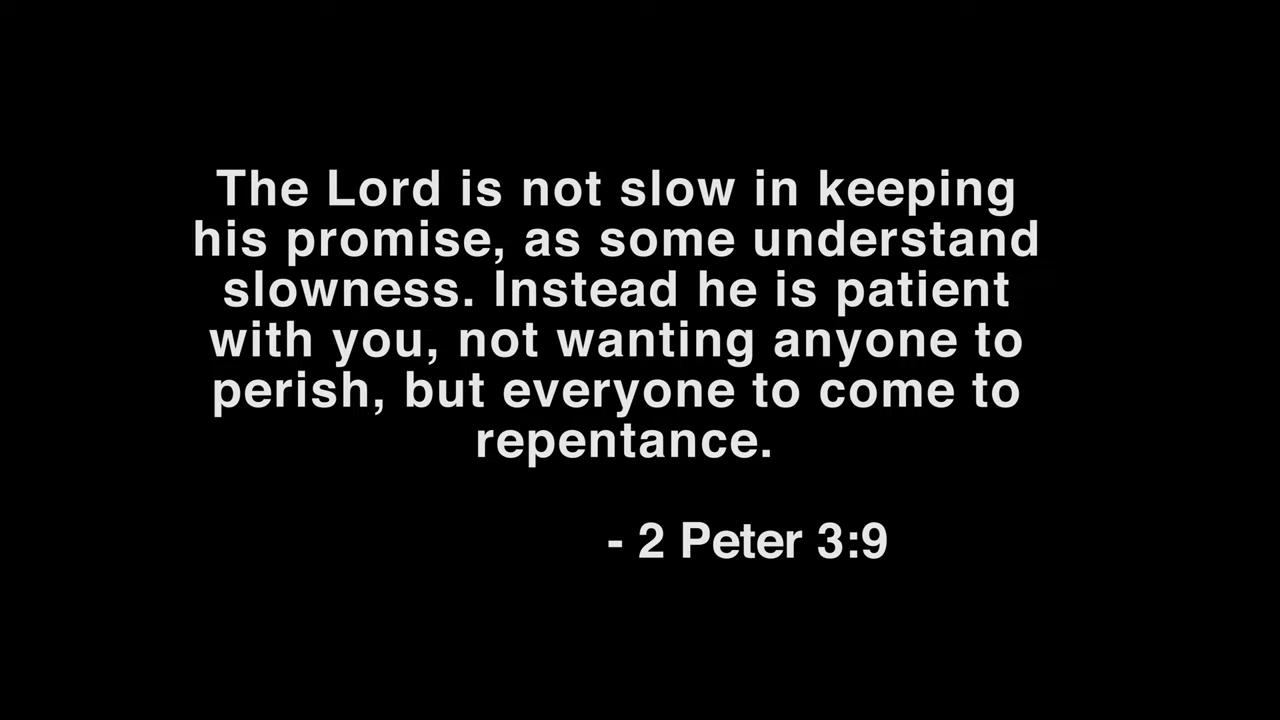 The Lord is not slow in keeping
his promise, as some understand
slowness. Instead he is patient
with you, not wanting anyone to
perish, but everyone to come to
repentance.
- 2 Peter 3:9